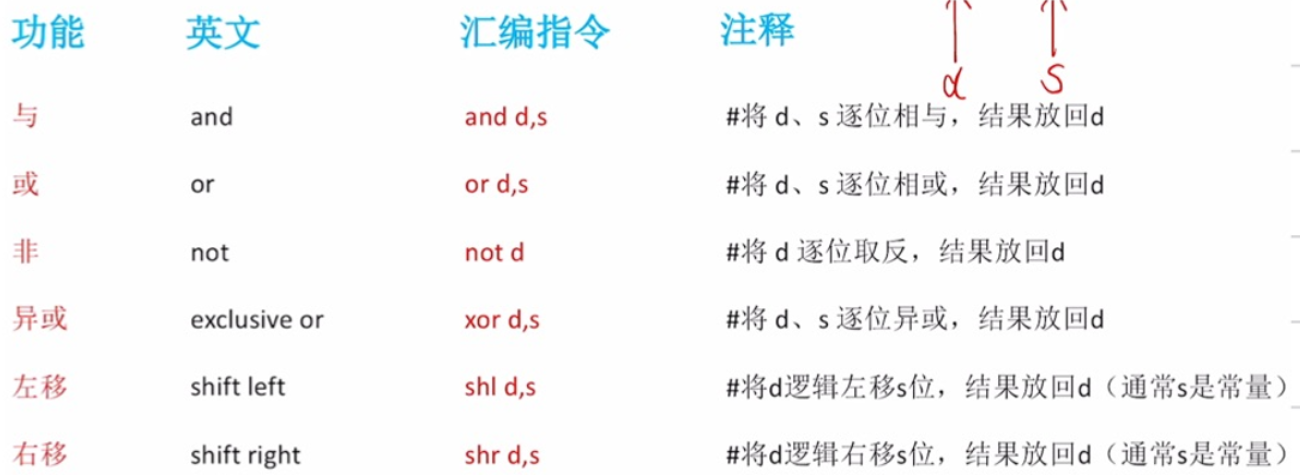 功能 英文 汇编指令 注释
d s
与 and and d,s #将 d、s 逐位相与，结果放回d
或 or or d,s #将 d、s 逐位相或，结果放回d
非 not not d #将 d 逐位取反，结果放回d
异或 exclusive or xor d,s #将 d、s 逐位异或，结果放回d
左移 shift left shl d,s #将d逻辑左移s位，结果放回d（通常s是常量）
右移 shift right shr d,s #将d逻辑右移s位，结果放回d（通常s是常量）